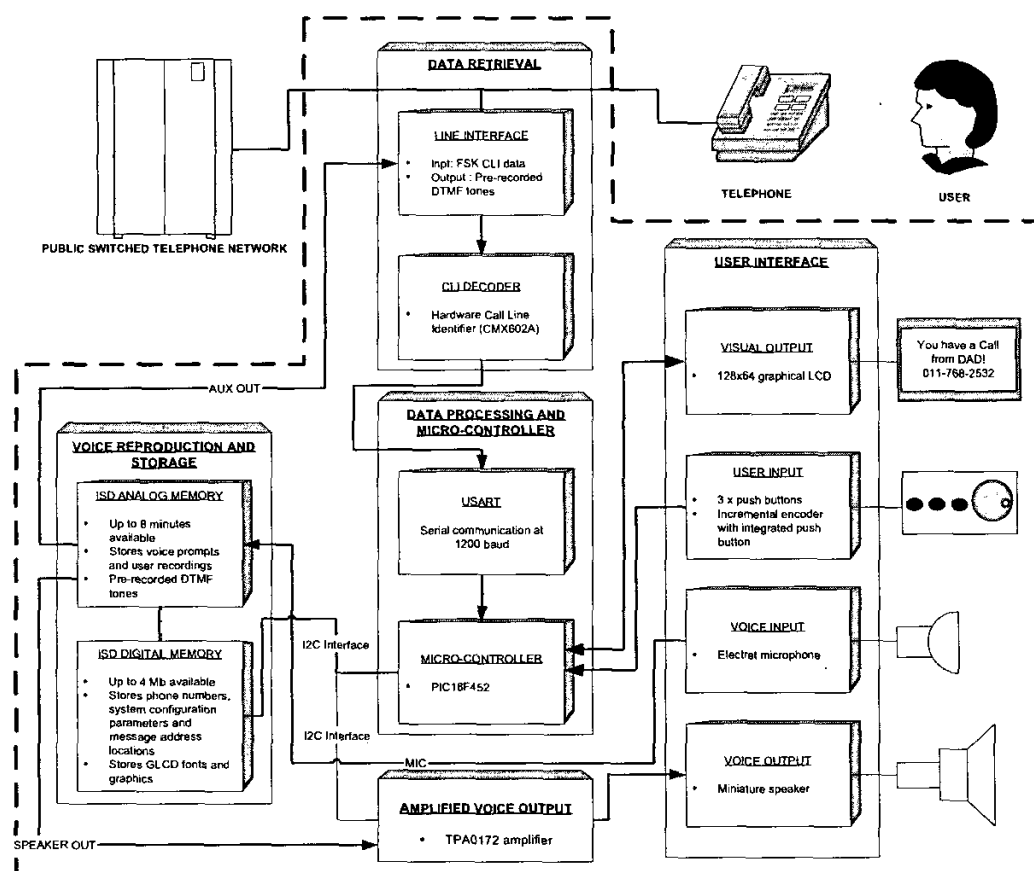 DATA RETRIEVAL
LINE INTERFACE
• Inpt: FSK CLI data
• Output : Pre-recorded
DTMF tones
TELEPHONE
USER
PUBLIC SWITCHED TELEPHONE NETWORK
CLI DECODER
• Hardware Call Line
Identifier (CMX602A)
USER INTERFACE
VISUAL OUTPUT
• 128x64 graphical LCD
You have a Call
from DAD!
011-768-2532
AUX OUT
DATA PROCESSING AND
MICRO-CONTROLLER
USART
Serial communication at
1200 baud
VOICE REPRODUCTION AND
STORAGE
ISD ANALOG MEMORY
• Up to 8 minutes
available
• Stores voice prompts
and user recordings
• Pre-recorded DTMF
tones
USER INPUT
• 3 x push buttons
• Incremental encoder
with integrated push
button
I2C Interface
MICRO-CONTROLLER
• PIC18F452
VOICE INPUT
• Electret microphone
ISD DIGITAL MEMORY
• Up to 4 Mb available
• Stores phone numbers,
system configuration
parameters and
message address
locations
• Stores GLCD fonts and
graphics
I2C Interface
MIC
VOICE OUTPUT
• Miniature speaker
AMPLIFIED VOICE OUTPUT
• TPA0172 amplifier
SPEAKER OUT